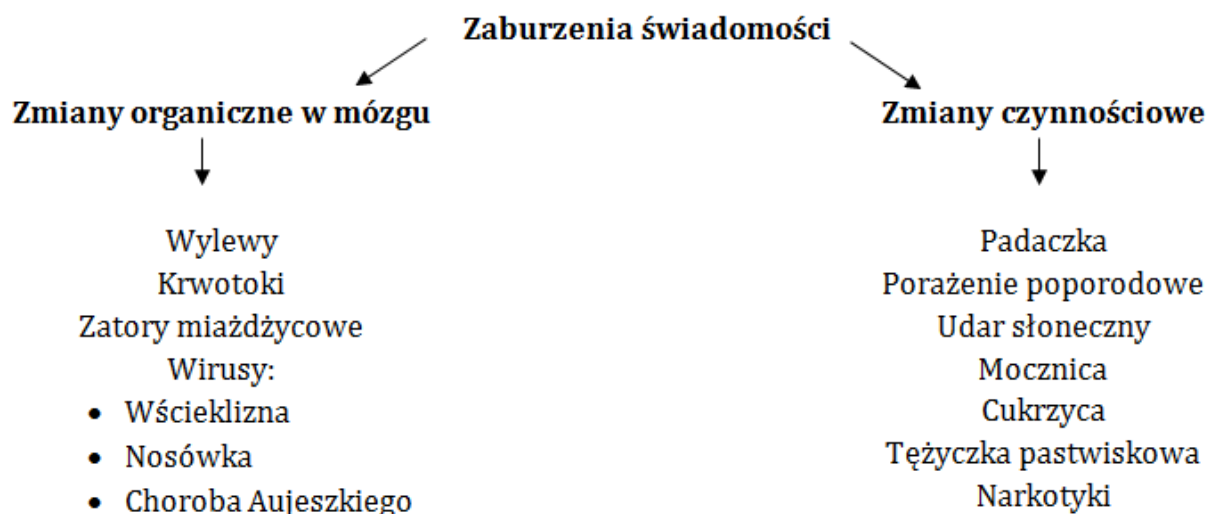 Zaburzenia świadomości
Zmiany organiczne w mózgu
Wylewy
Krwotoki
Zatory miażdżycowe
Wirusy:
• Wścieklizna
• Nosówka
• Choroba Aujeszkiego
Zmiany czynnościowe
Padaczka
Porażenie poporodowe
Udar słoneczny
Mocznica
Cukrzyca
Tężyczka pastwiskowa
Narkotyki